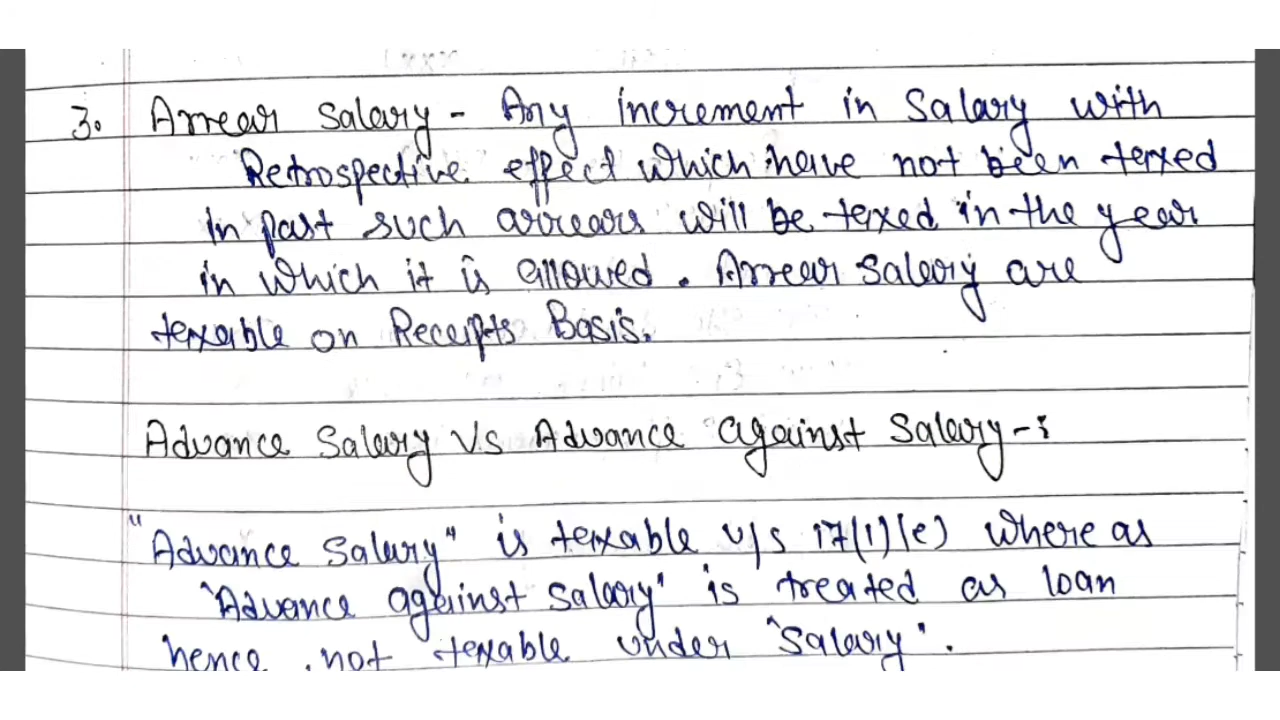 3. Arrear Salary - Any increment in Salary with
Retrospective effect which have not been taxed
In past such arrears will be taxed in the year
in which it is allowed. Arrear Salary are
taxable on Receipts Basis.
Advance Salary Vs Advance against Salary -:
"Advance Salary" is taxable u/s 17(1)(e) where as
"Advance against Salary" is treated as loan
hence, not taxable under "Salary".